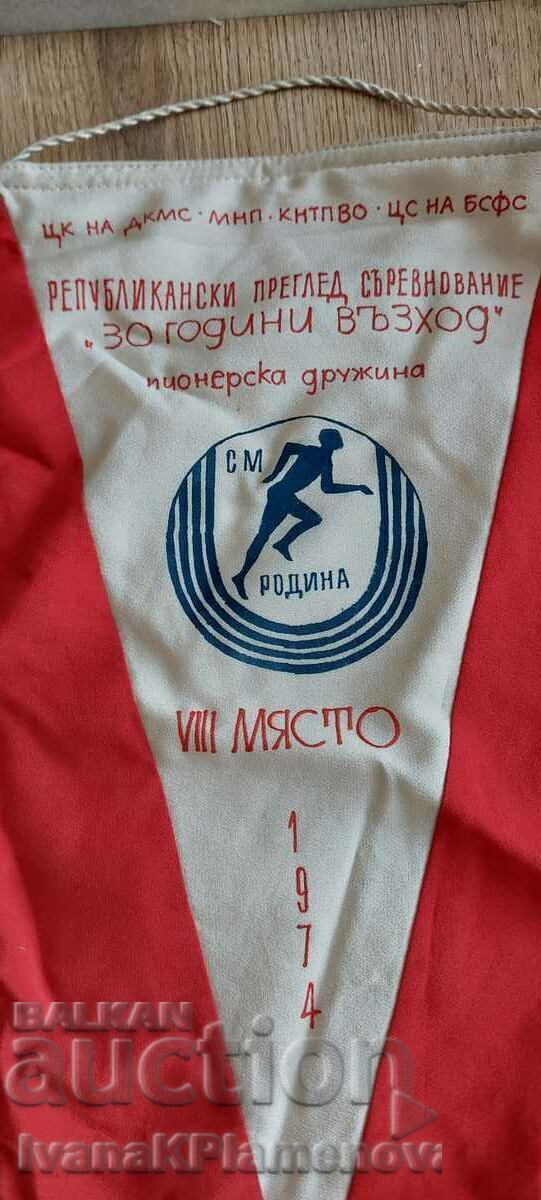 ЦК НА ДКМС · МНП · КНТПВО · ЦС НА БСФС
РЕПУБЛИКАНСКИ ПРЕГЛЕД СЪРЕВНОВАНИЕ
„30 ГОДИНИ ВЪЗХОД"
пионерска дружина
СМ
РОДИНА
VIII МЯСТО
1
9
7
4
BALKAN
auction
IvanaKPlamenova